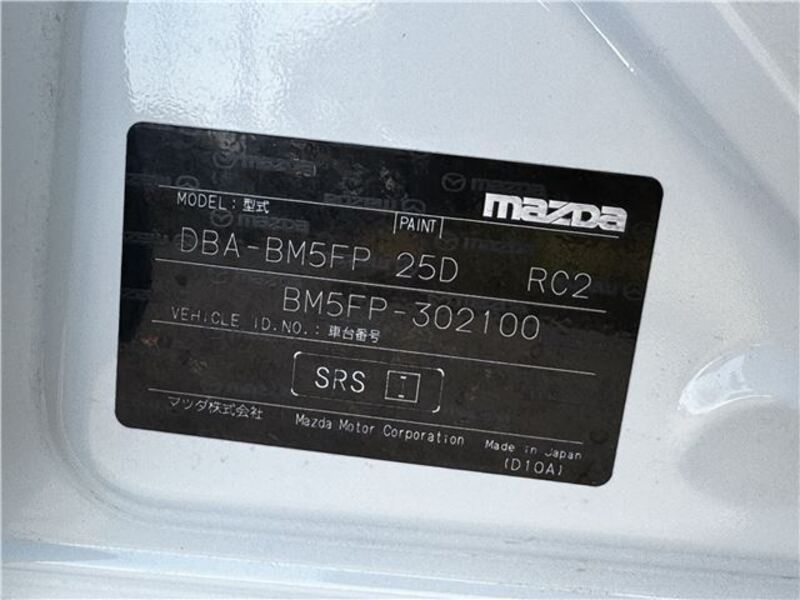 mazda
MODEL:型式
PAINT
DBA-BM5FP 25D RC2
BM5FP-302100
VEHICLE ID.NO.:車台番号
SRS
マツダ株式会社 Mazda Motor Corporation Made in Japan
(D10A)